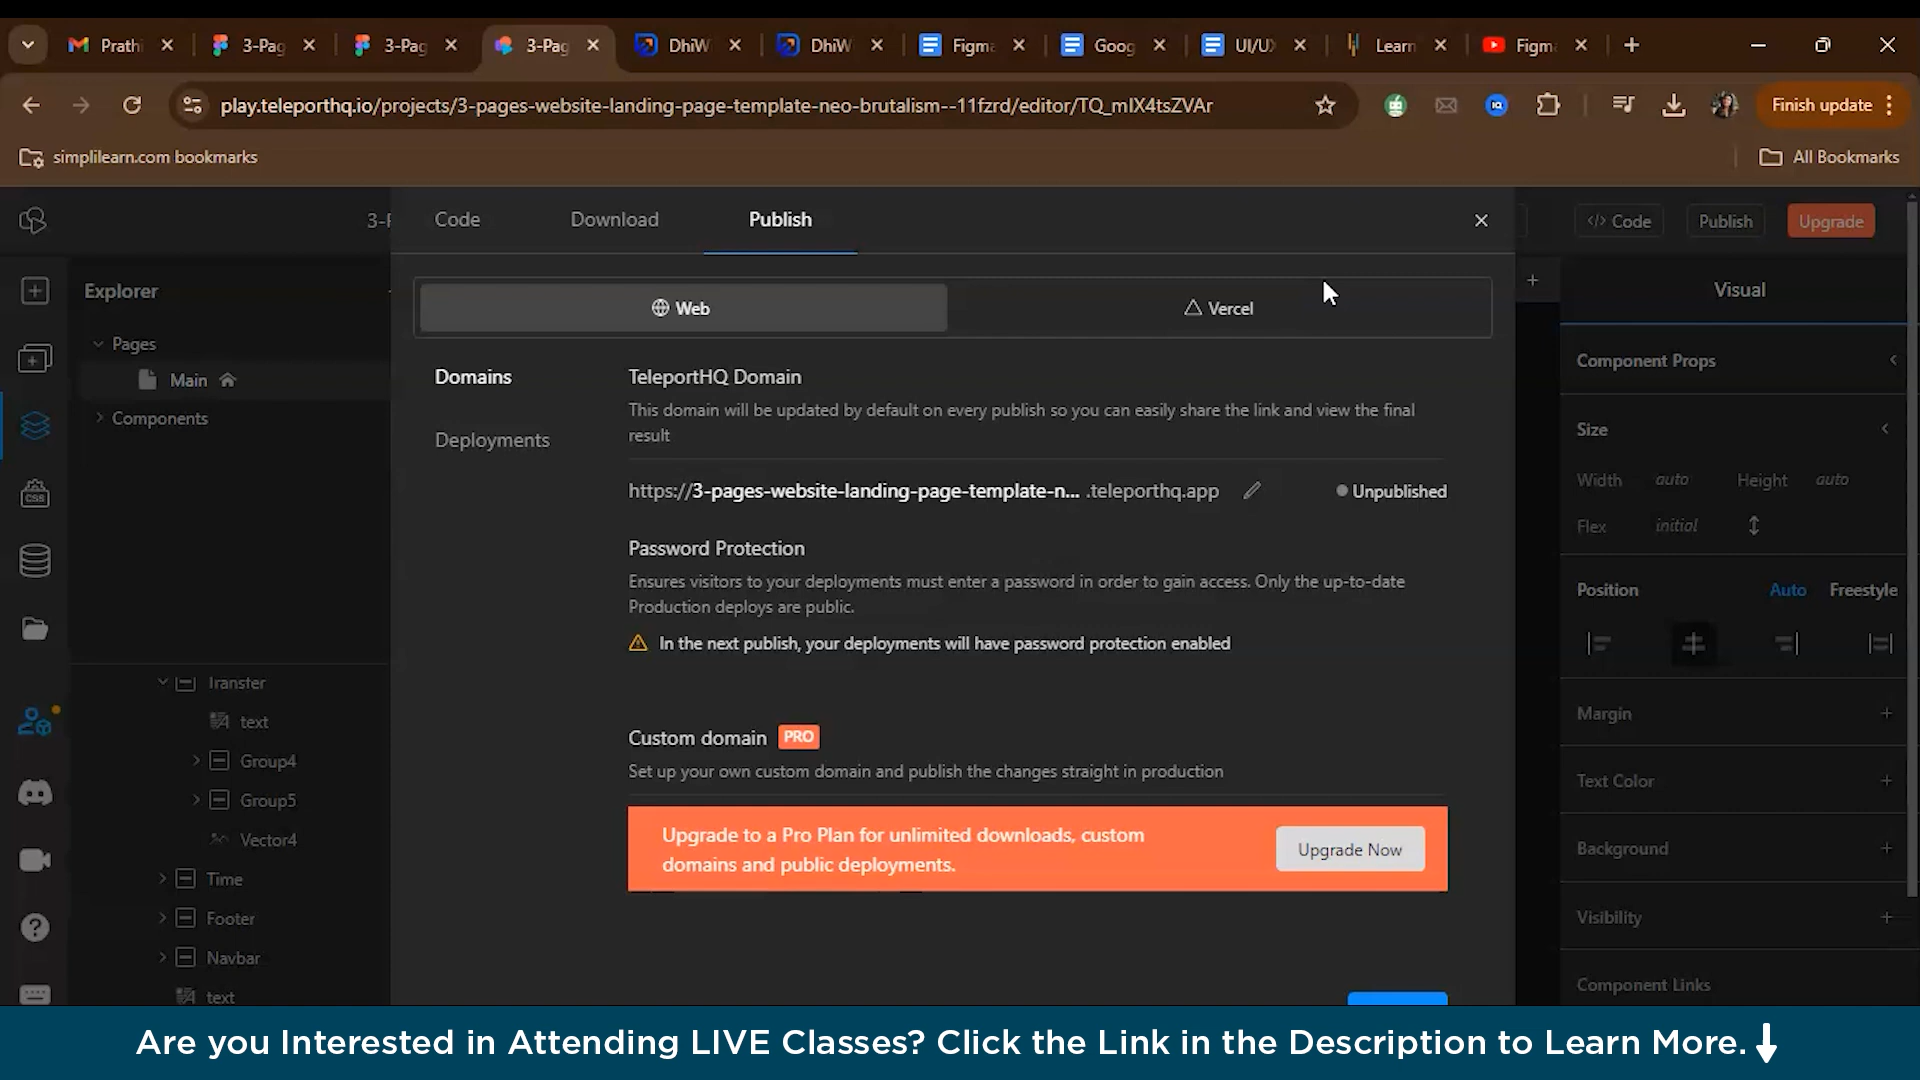 Prathi
3-Pag
3-Pag
3-Pag
DhiW
DhiW
Figma
Goog
UI/UX
Learn
Figma
play.teleporthq.io/projects/3-pages-website-landing-page-template-neo-brutalism--11fzrd/editor/TQ_mIX4tsZVAr
Finish update
simplilearn.com bookmarks
All Bookmarks
3-F
Code
Download
Publish
</> Code
Publish
Upgrade
Explorer
Web
Vercel
Visual
Pages
Main
Components
Domains
Deployments
TeleportHQ Domain
This domain will be updated by default on every publish so you can easily share the link and view the final
result
https://3-pages-website-landing-page-template-n... .teleporthq.app
Unpublished
Password Protection
Ensures visitors to your deployments must enter a password in order to gain access. Only the up-to-date
Production deploys are public.
In the next publish, your deployments will have password protection enabled
Custom domain PRO
Set up your own custom domain and publish the changes straight in production
Upgrade to a Pro Plan for unlimited downloads, custom
domains and public deployments.
Upgrade Now
CSS
Transfer
text
Group4
Group5
Vector4
Time
Footer
Navbar
text
Component Props
Size
Width auto Height auto
Flex initial
Position Auto Freestyle
Margin
Text Color
Background
Visibility
Component Links
Are you Interested in Attending LIVE Classes? Click the Link in the Description to Learn More.